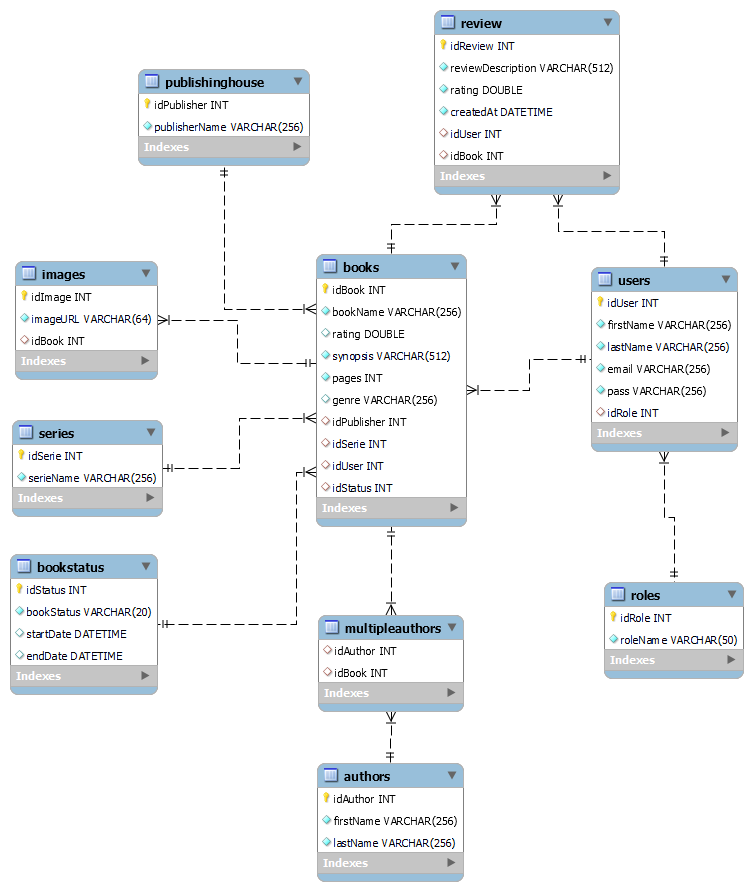 review
idReview INT
reviewDescription VARCHAR(512)
rating DOUBLE
createdAt DATETIME
idUser INT
idBook INT
Indexes
publishinghouse
idPublisher INT
publisherName VARCHAR(256)
Indexes
images
idImage INT
imageURL VARCHAR(64)
idBook INT
Indexes
books
idBook INT
bookName VARCHAR(256)
rating DOUBLE
synopsis VARCHAR(512)
pages INT
genre VARCHAR(256)
idPublisher INT
idSerie INT
idUser INT
idStatus INT
Indexes
users
idUser INT
firstName VARCHAR(256)
lastName VARCHAR(256)
email VARCHAR(256)
pass VARCHAR(256)
idRole INT
Indexes
series
idSerie INT
serieName VARCHAR(256)
Indexes
bookstatus
idStatus INT
bookStatus VARCHAR(20)
startDate DATETIME
endDate DATETIME
Indexes
multipleauthors
idAuthor INT
idBook INT
Indexes
roles
idRole INT
roleName VARCHAR(50)
Indexes
authors
idAuthor INT
firstName VARCHAR(256)
lastName VARCHAR(256)
Indexes